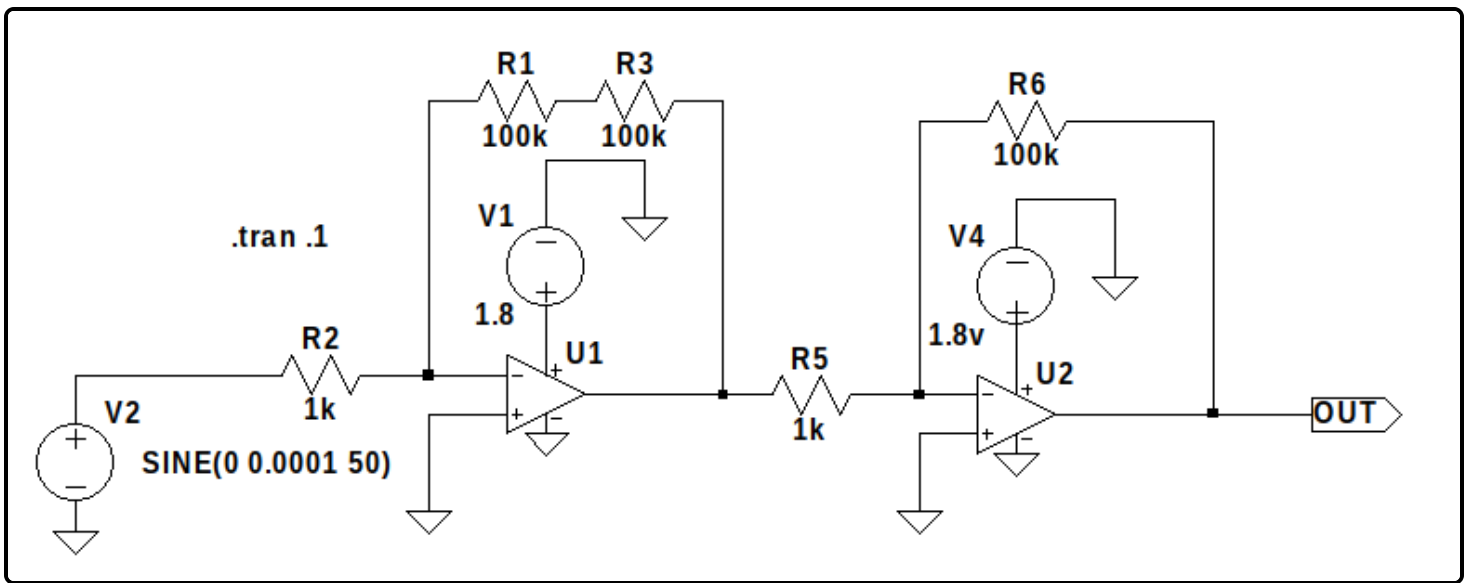 R1 R3
R6
100k 100k
100k
V1
V4
.tran .1
1.8
1.8v
R2
U1
R5
U2
1k
V2
OUT
1k
SINE(0 0.0001 50)